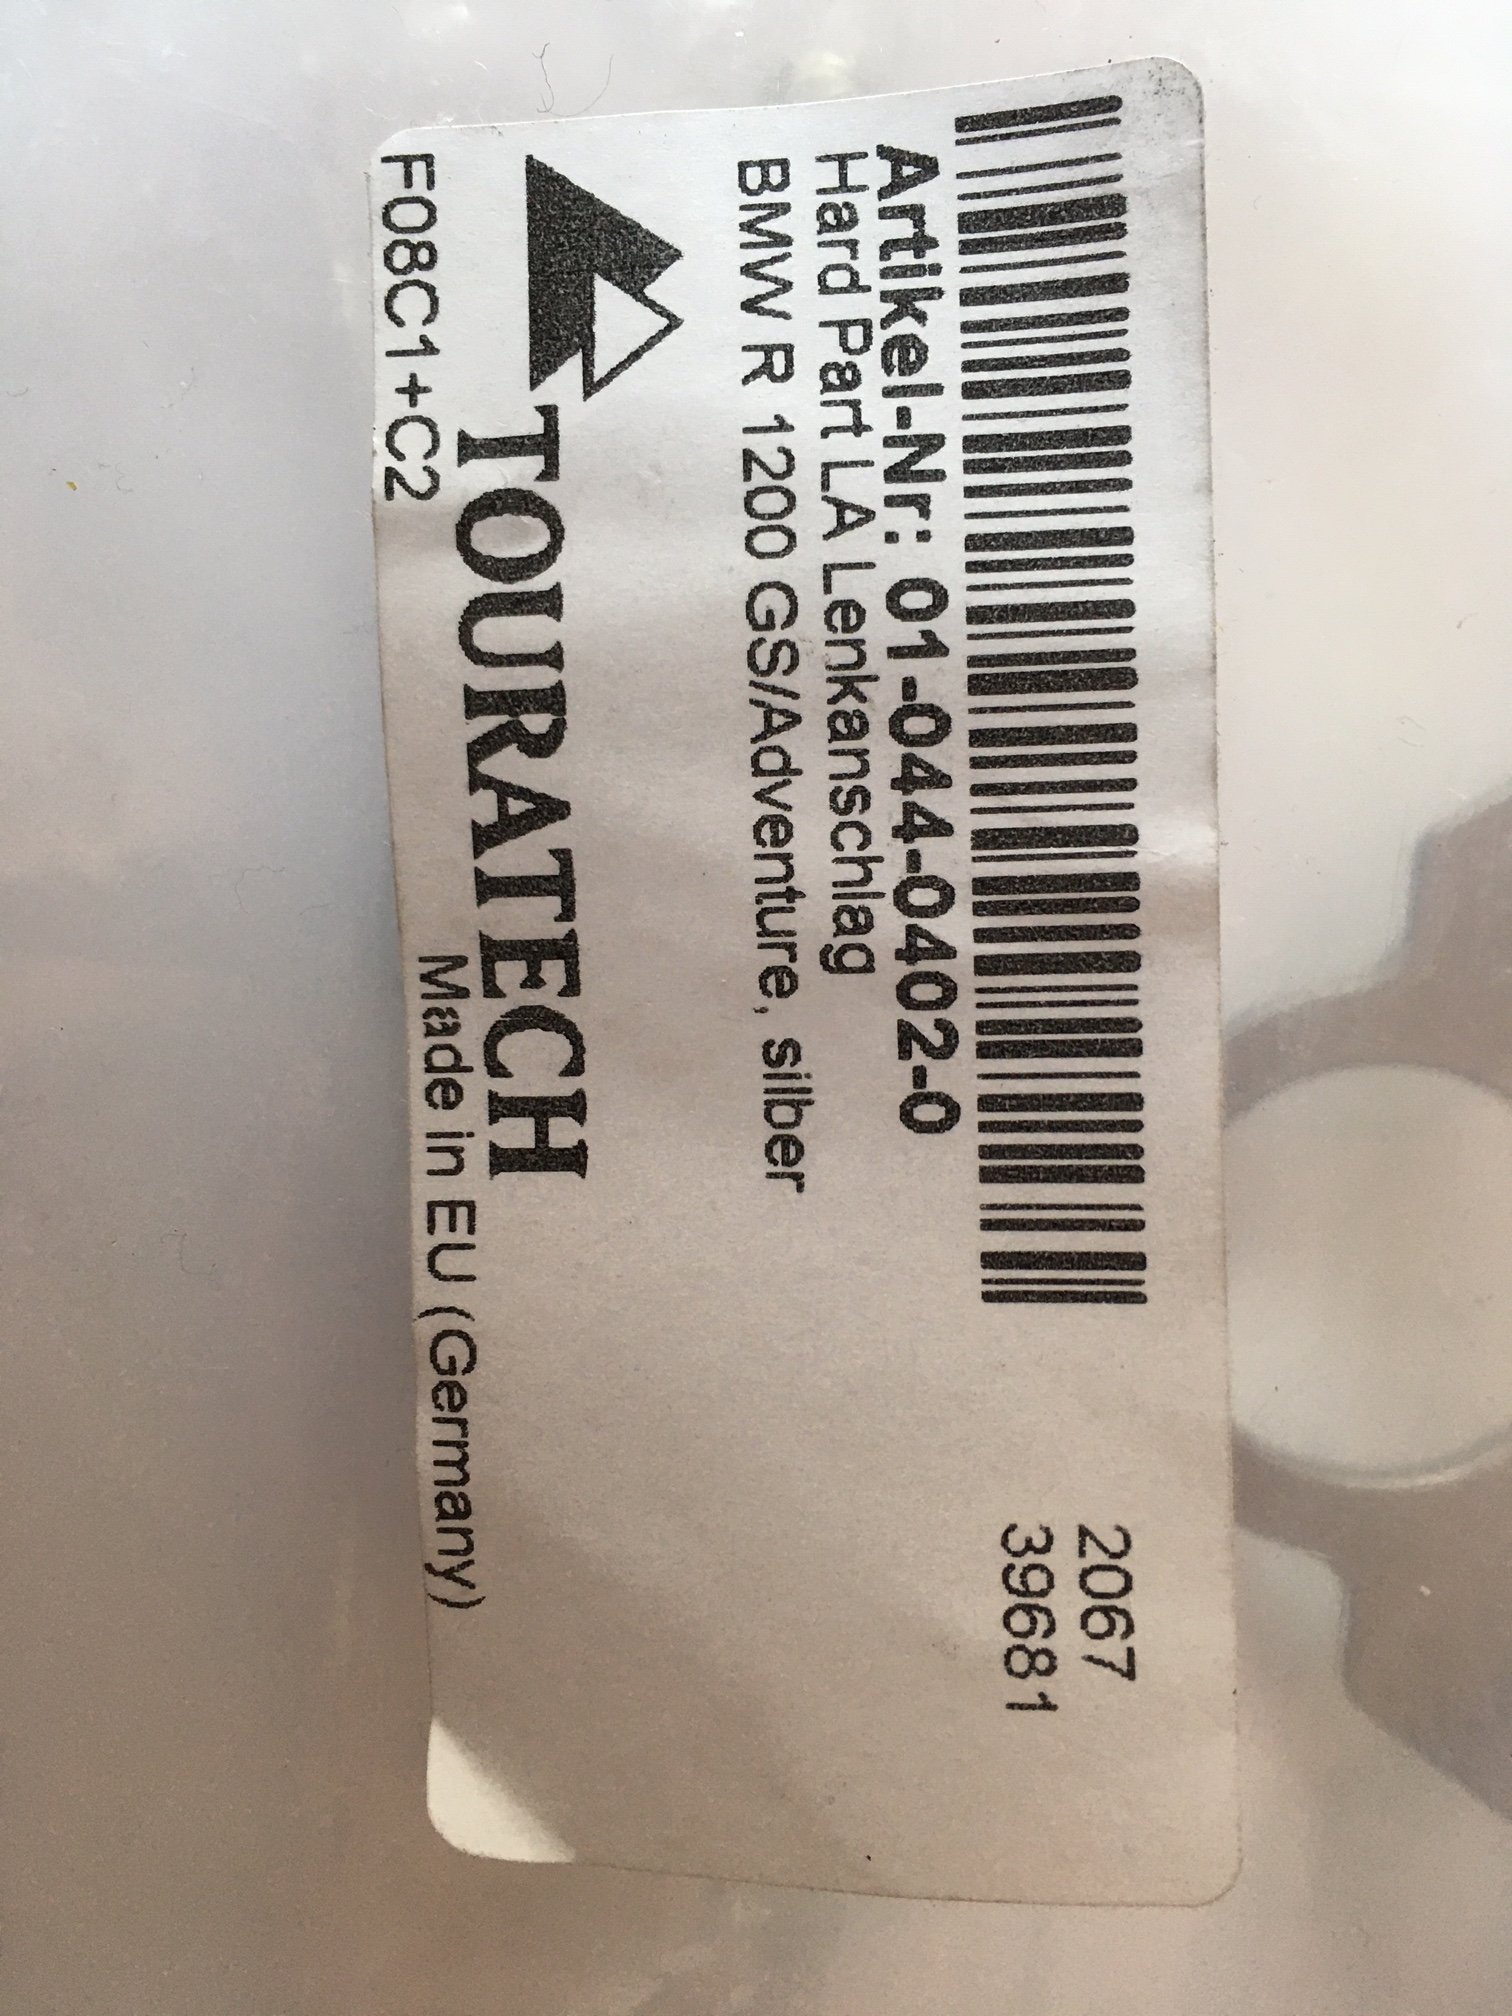 2067
39681
Artikel-Nr: 01-044-0402-0
Hard Part LA Lenkanschlag
BMW R 1200 GS/Adventure, silber
TOURATECH
Made in EU (Germany)
F08C1+C2